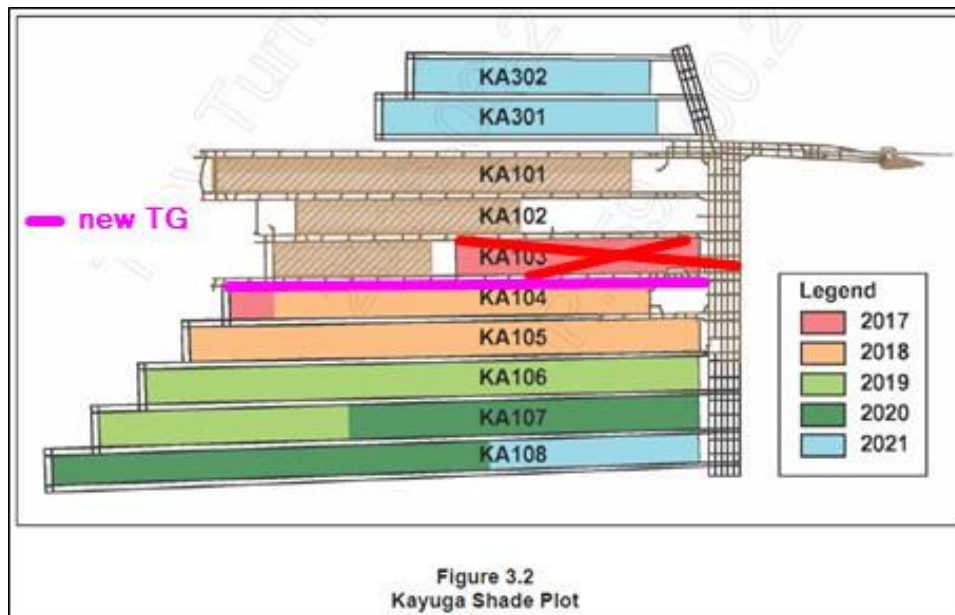 KA302
KA301
KA101
new TG
KA102
KA103
KA104
KA105
KA106
KA107
KA108
Legend
2017
2018
2019
2020
2021
Figure 3.2
Kayuga Shade Plot